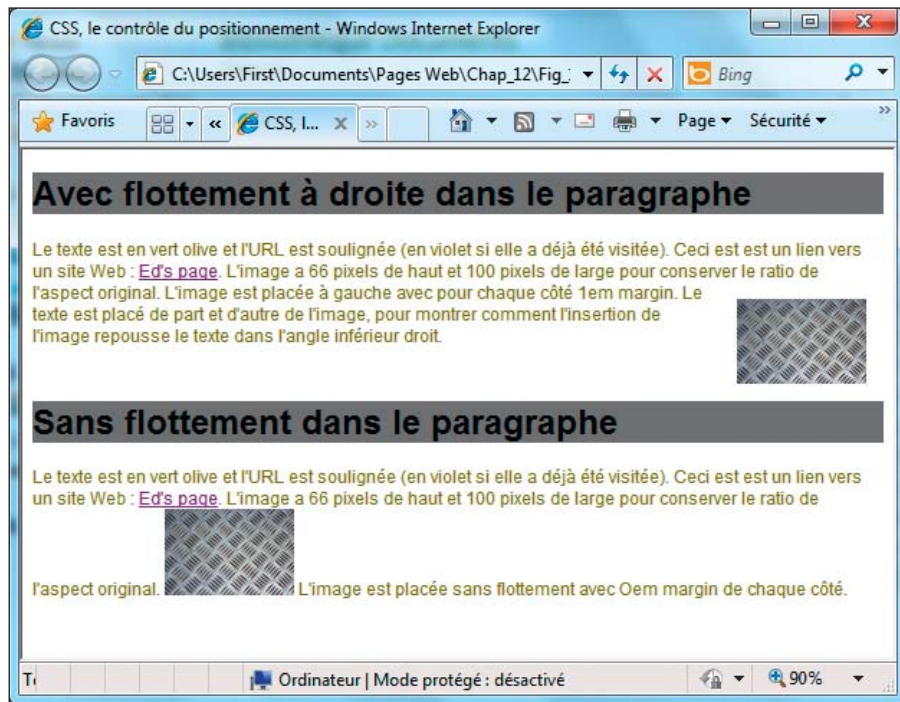 CSS, le contrôle du positionnement - Windows Internet Explorer
C:\Users\First\Documents\Pages Web\Chap_12\Fig_ Bing
Favoris CSS, l... Page Sécurité
Avec flottement à droite dans le paragraphe
Le texte est en vert olive et l'URL est soulignée (en violet si elle a déjà été visitée). Ceci est est un lien vers
un site Web : Ed's page. L'image a 66 pixels de haut et 100 pixels de large pour conserver le ratio de
l'aspect original. L'image est placée à gauche avec pour chaque côté 1em margin. Le
texte est placé de part et d'autre de l'image, pour montrer comment l'insertion de
l'image repousse le texte dans l'angle inférieur droit.
Sans flottement dans le paragraphe
Le texte est en vert olive et l'URL est soulignée (en violet si elle a déjà été visitée). Ceci est est un lien vers
un site Web : Ed's page. L'image a 66 pixels de haut et 100 pixels de large pour conserver le ratio de
l'aspect original. L'image est placée sans flottement avec Oem margin de chaque côté.
Ordinateur | Mode protégé : désactivé 90%